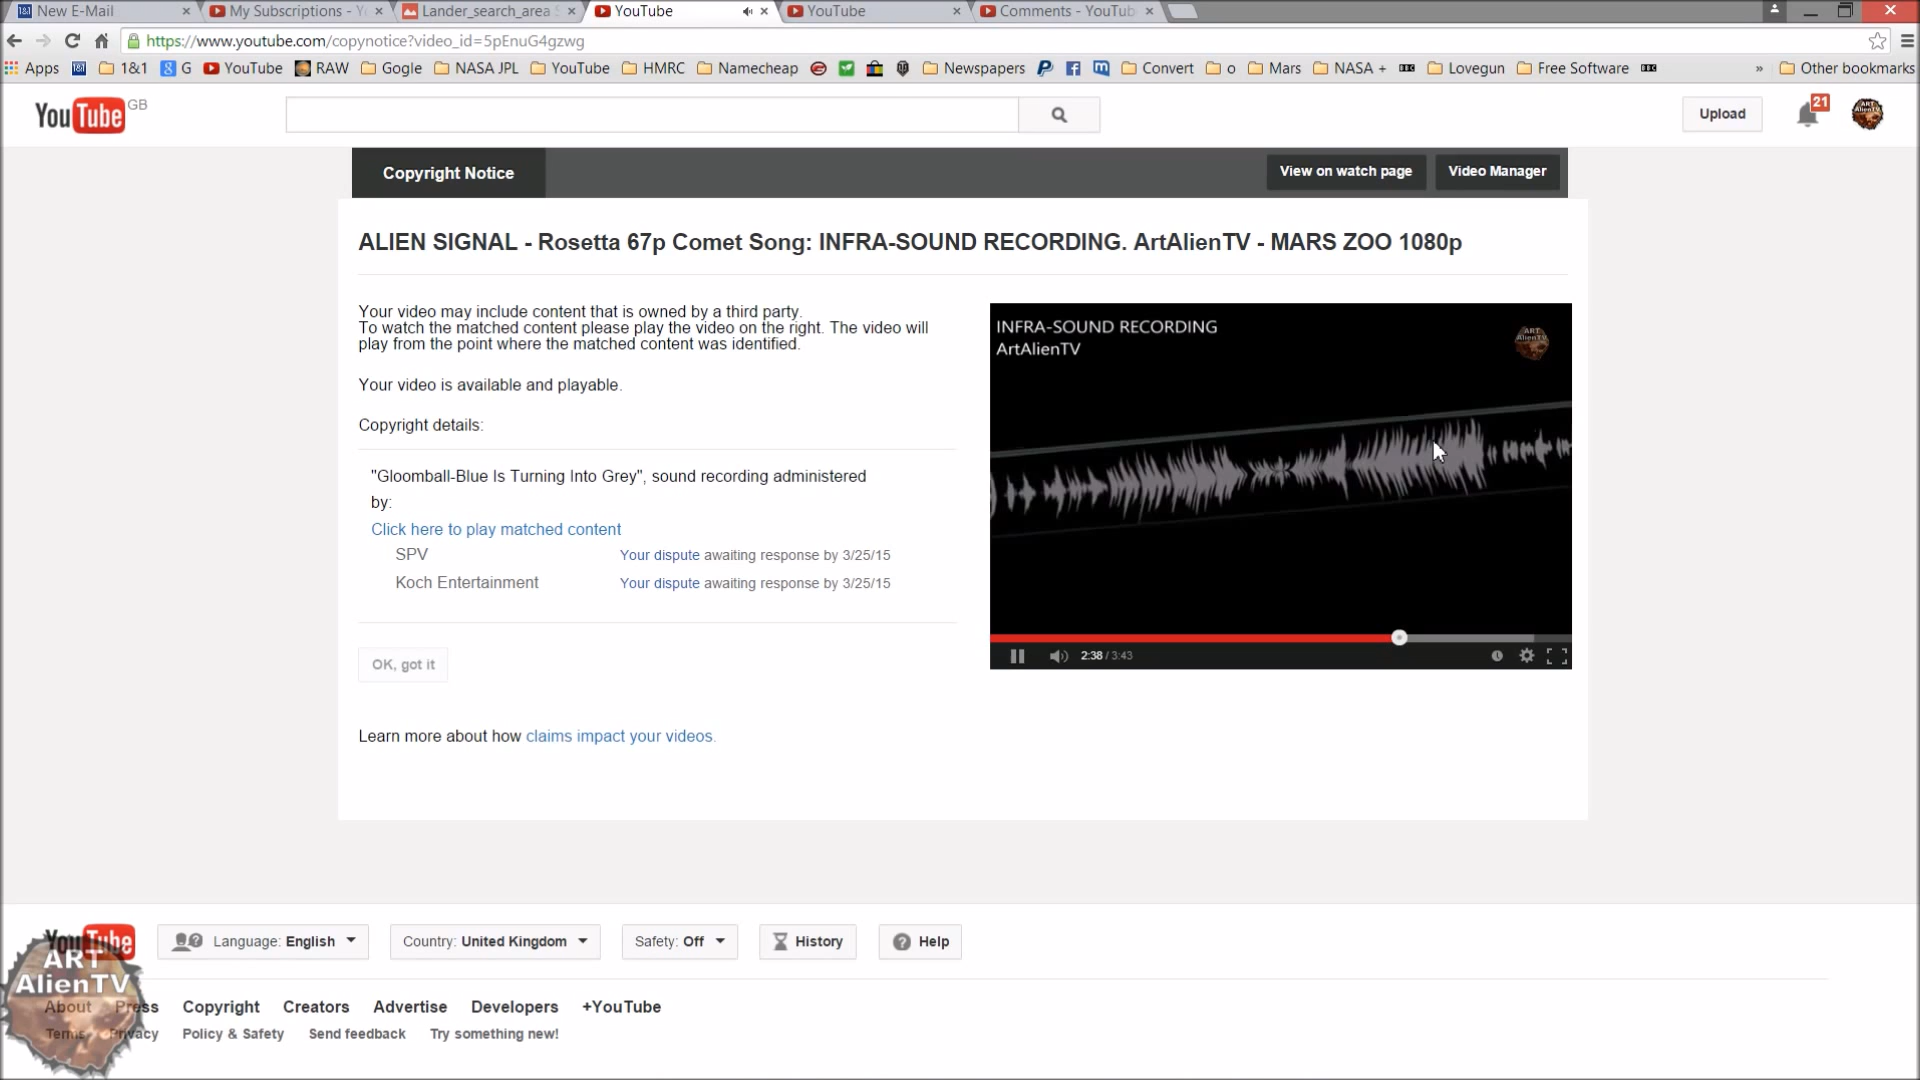 New E-Mail
My Subscriptions - Y
Lander_search_area
YouTube
YouTube
Comments - YouTub
https://www.youtube.com/copynotice?video_id=5pEnuG4gzwg
Apps
1&1
G
YouTube
RAW
Gogle
NASA JPL
YouTube
HMRC
Namecheap
Newspapers
Convert
o
Mars
NASA +
Lovegun
Free Software
»
Other bookmarks
YouTube GB
Upload
21
Copyright Notice
View on watch page
Video Manager
ALIEN SIGNAL - Rosetta 67p Comet Song: INFRA-SOUND RECORDING. ArtAlienTV - MARS ZOO 1080p
Your video may include content that is owned by a third party.
To watch the matched content please play the video on the right. The video will
play from the point where the matched content was identified.
Your video is available and playable.
Copyright details:
"Gloomball-Blue Is Turning Into Grey", sound recording administered
by:
Click here to play matched content
SPV Your dispute awaiting response by 3/25/15
Koch Entertainment Your dispute awaiting response by 3/25/15
OK, got it
Learn more about how claims impact your videos.
INFRA-SOUND RECORDING
ArtAlienTV
ART
AlienTV
2:38 / 3:43
YouTube
Language: English
Country: United Kingdom
Safety: Off
History
Help
ART
AlienTV
About Press Copyright Creators Advertise Developers +YouTube
Terms Privacy Policy & Safety Send feedback Try something new!